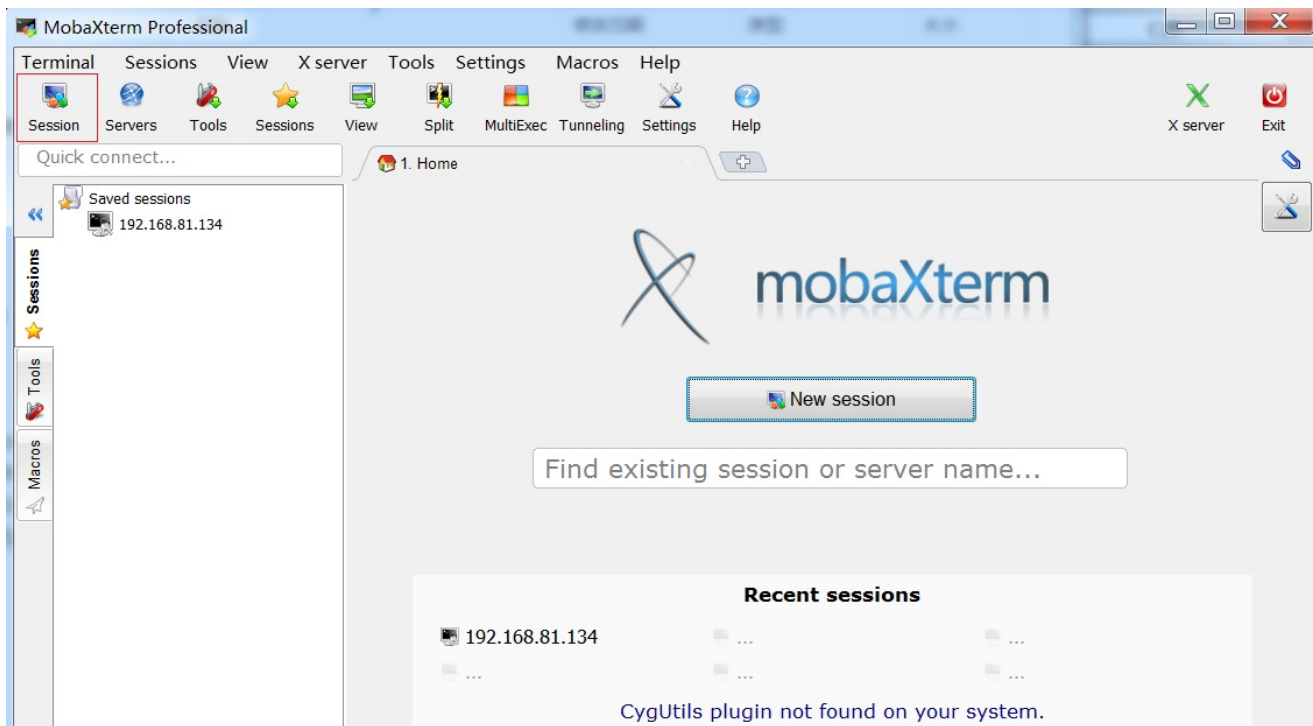 MobaXterm Professional
Terminal Sessions View X server Tools Settings Macros Help
Session Servers Tools Sessions View Split MultiExec Tunneling Settings Help X server Exit
Quick connect...
1. Home
Saved sessions
192.168.81.134
Sessions
Tools
Macros
mobaXterm
New session
Find existing session or server name...
Recent sessions
192.168.81.134 ... ...
... ... ...
CygUtils plugin not found on your system.